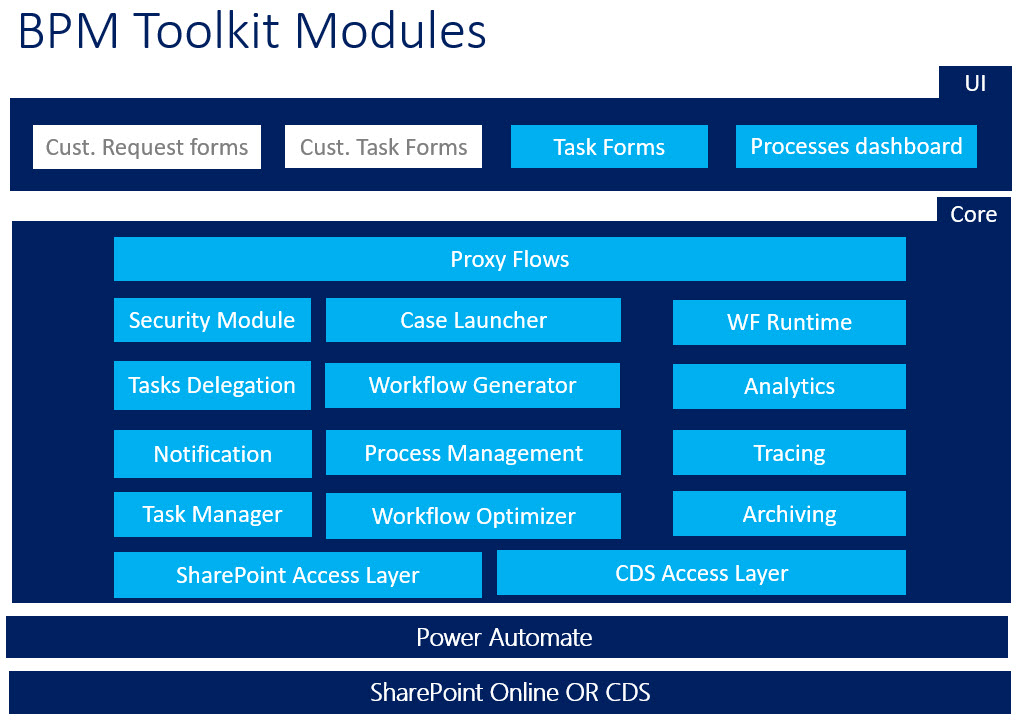 BPM Toolkit Modules
UI
Cust. Request forms
Cust. Task Forms
Task Forms
Processes dashboard
Core
Proxy Flows
Security Module
Case Launcher
WF Runtime
Tasks Delegation
Workflow Generator
Analytics
Notification
Process Management
Tracing
Task Manager
Workflow Optimizer
Archiving
SharePoint Access Layer
CDS Access Layer
Power Automate
SharePoint Online OR CDS